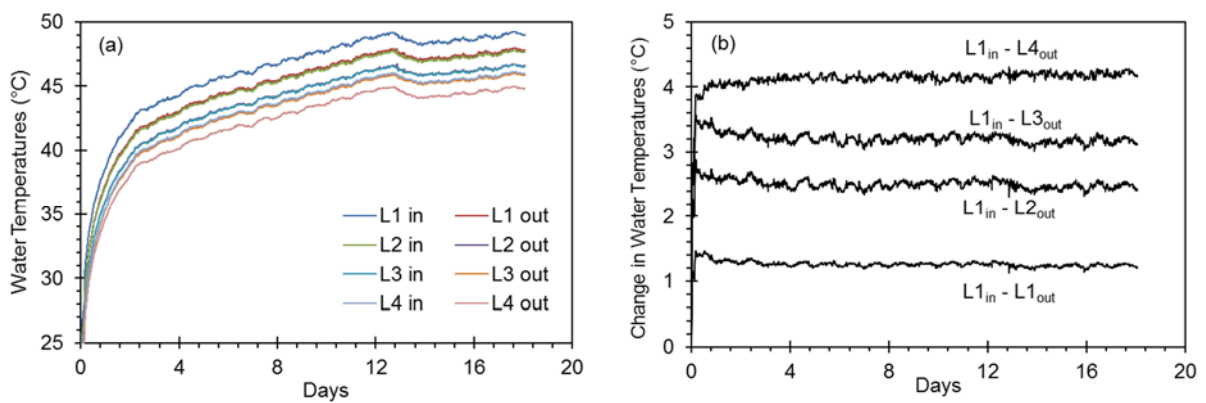 (a)
Water Temperatures (°C)
50
45
40
35
30
25
L1 in
L1 out
L2 in
L2 out
L3 in
L3 out
L4 in
L4 out
0
4
8
12
16
20
Days
(b)
Change in Water Temperatures (°C)
5
4
3
2
1
0
L1in - L4out
L1in - L3out
L1in - L2out
L1in - L1out
0
4
8
12
16
20
Days